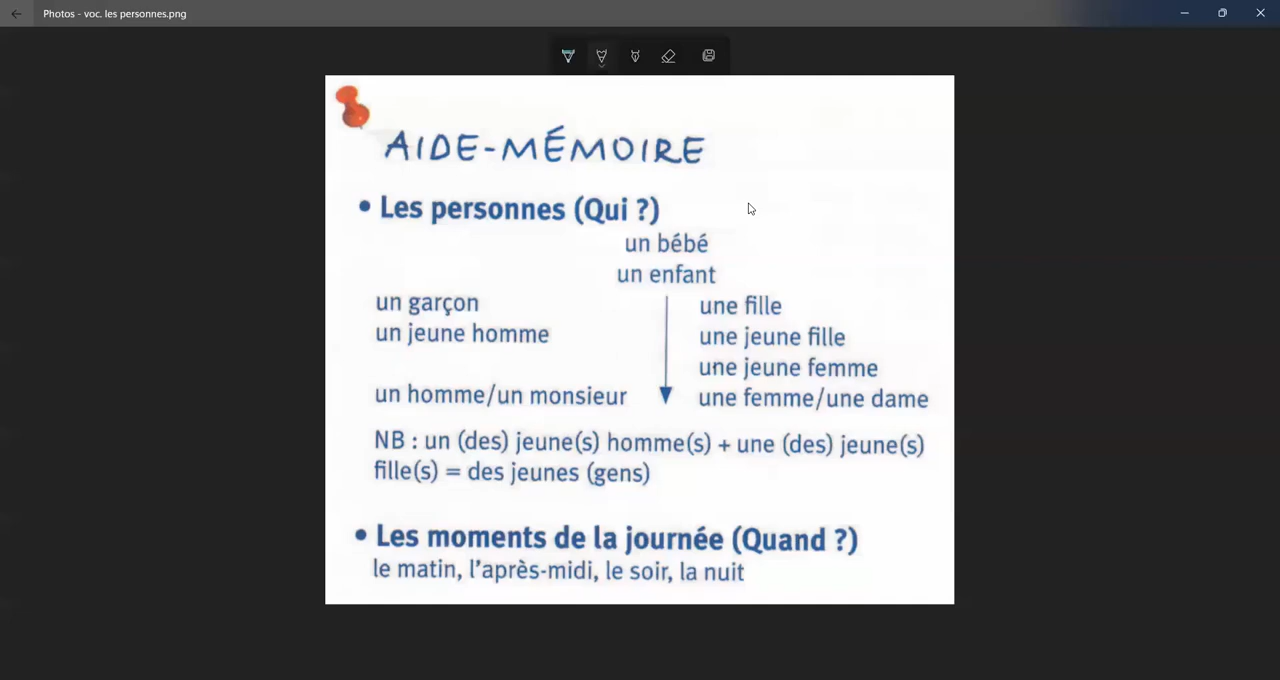 Photos - voc. les personnes.png
AIDE-MÉMOIRE
• Les personnes (Qui ?)
un bébé
un enfant
un garçon
une fille
un jeune homme
une jeune fille
une jeune femme
un homme/un monsieur
une femme/une dame
NB : un (des) jeune(s) homme(s) + une (des) jeune(s)
fille(s) = des jeunes (gens)
• Les moments de la journée (Quand ?)
le matin, l'après-midi, le soir, la nuit